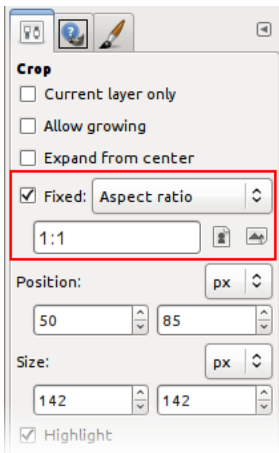 Crop
Current layer only
Allow growing
Expand from center
Fixed: Aspect ratio
1:1
Position: px
50 85
Size: px
142 142
Highlight